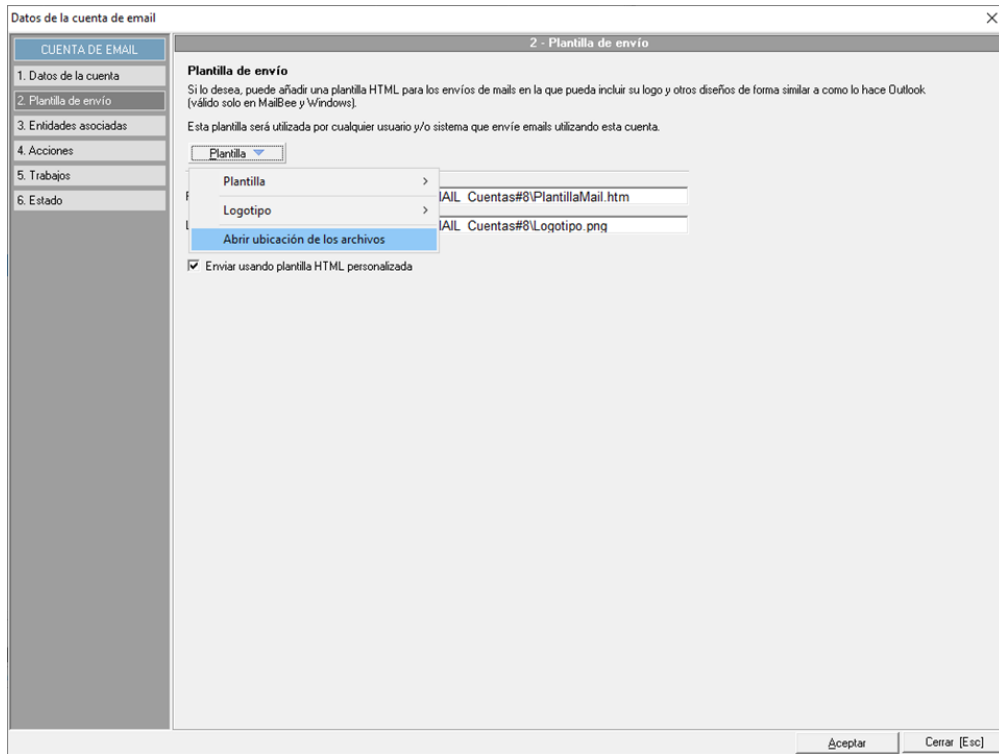 Datos de la cuenta de email
CUENTA DE EMAIL
1. Datos de la cuenta
2. Plantilla de envío
3. Entidades asociadas
4. Acciones
5. Trabajos
6. Estado
2 - Plantilla de envío
Plantilla de envío
Si lo desea, puede añadir una plantilla HTML para los envíos de mails en la que pueda incluir su logo y otros diseños de forma similar a como lo hace Outlook
(válido solo en MailBee y Windows).
Esta plantilla será utilizada por cualquier usuario y/o sistema que envíe emails utilizando esta cuenta.
Plantilla
Plantilla
Logotipo
Abrir ubicación de los archivos
Cuentas#8\PlantillaMail.htm
Cuentas#8\Logotipo.png
Enviar usando plantilla HTML personalizada
Aceptar
Cerrar [Esc]